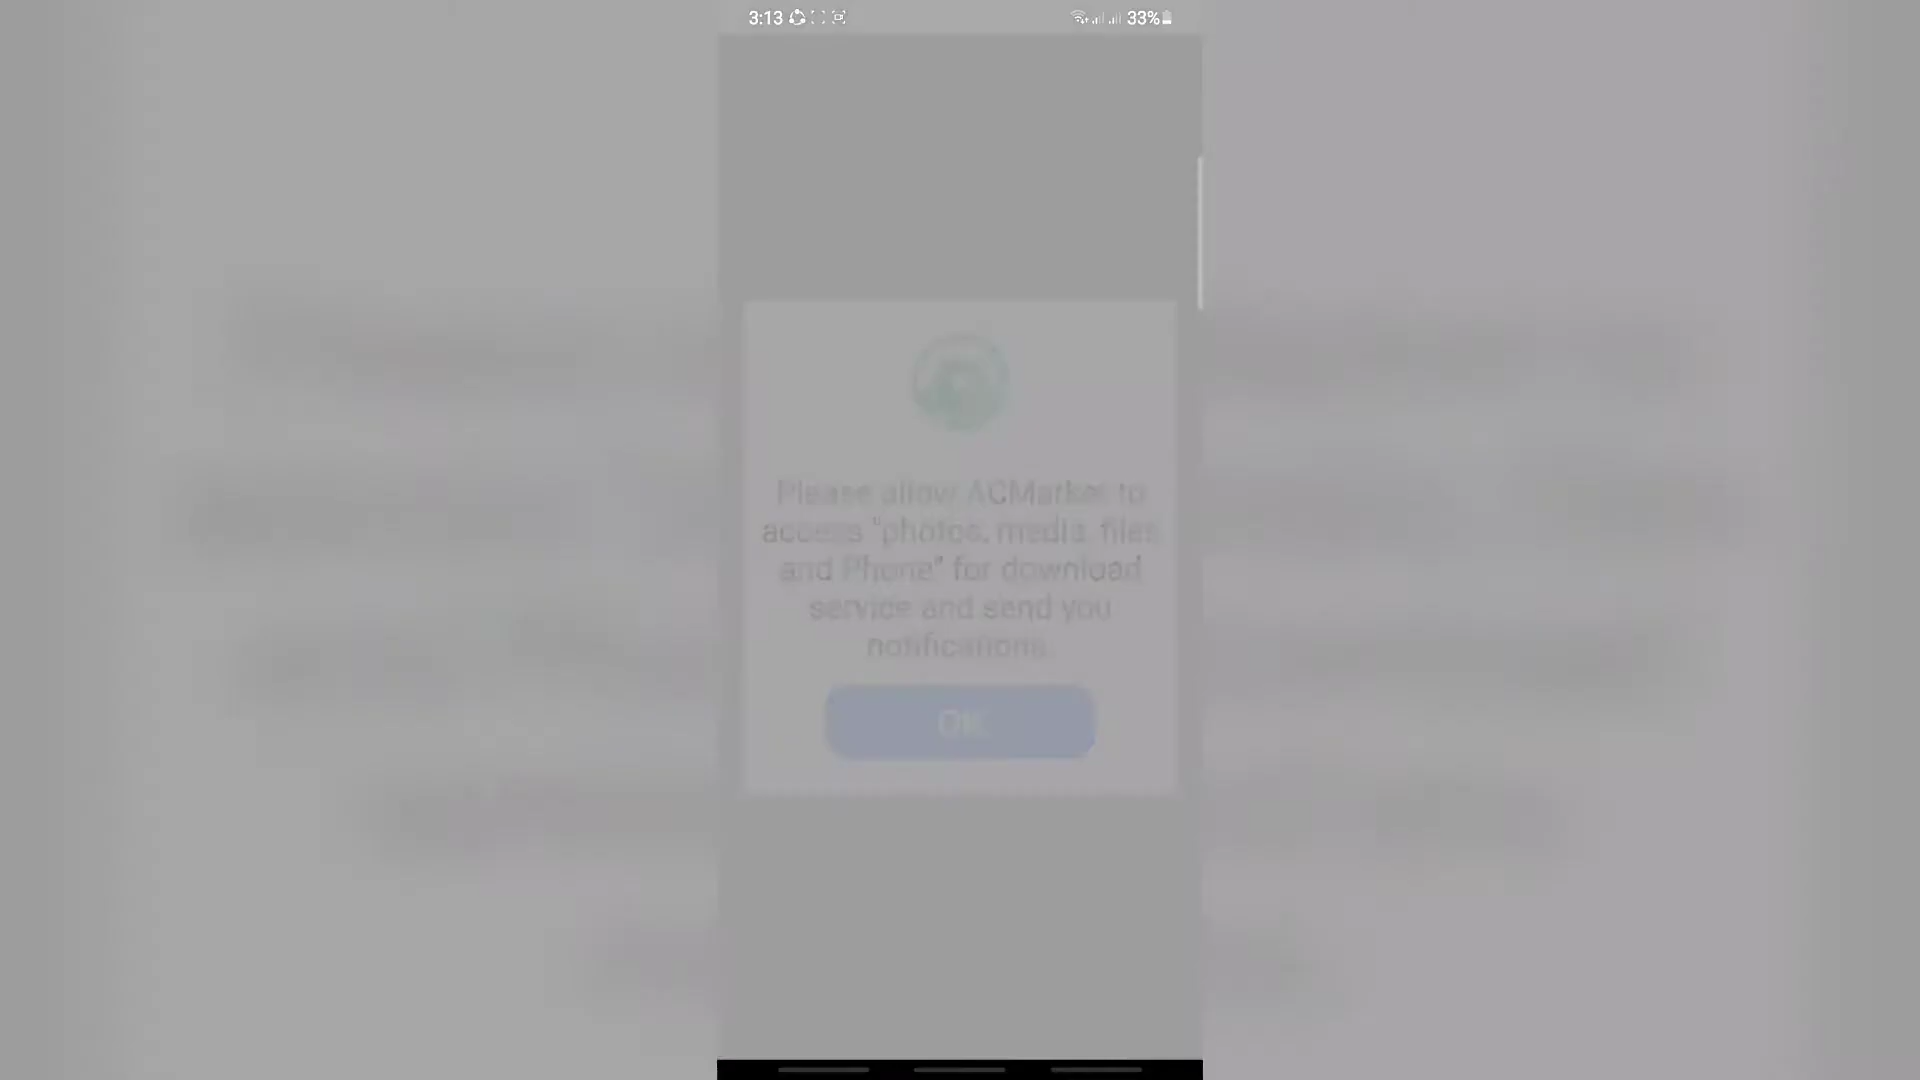 3:13
33%
Please allow ACMarket to
access "photos, media, files
and Phone" for download
service and send you
notifications.
OK